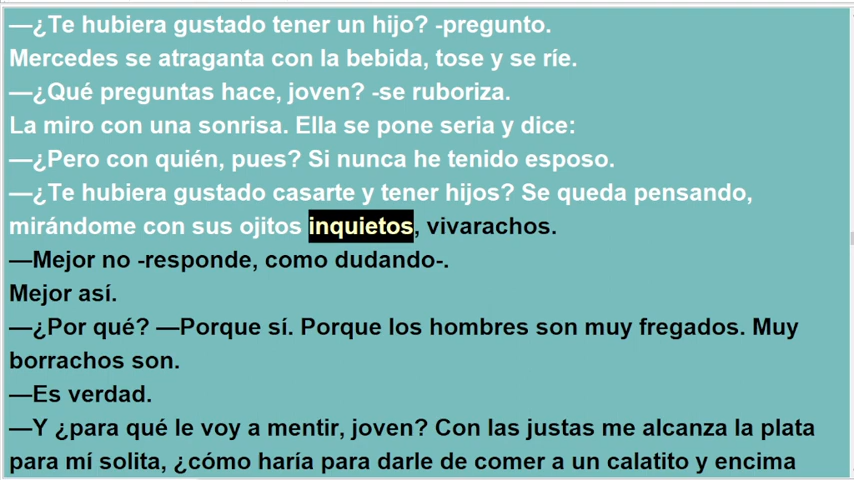 —¿Te hubiera gustado tener un hijo? -pregunto.
Mercedes se atraganta con la bebida, tose y se ríe.
—¿Qué preguntas hace, joven? -se ruboriza.
La miro con una sonrisa. Ella se pone seria y dice:
—¿Pero con quién, pues? Si nunca he tenido esposo.
—¿Te hubiera gustado casarte y tener hijos? Se queda pensando,
mirándome con sus ojitos inquietos, vivarachos.
—Mejor no -responde, como dudando-.
Mejor así.
—¿Por qué? —Porque sí. Porque los hombres son muy fregados. Muy
borrachos son.
—Es verdad.
—Y ¿para qué le voy a mentir, joven? Con las justas me alcanza la plata
para mí solita, ¿cómo haría para darle de comer a un calatito y encima